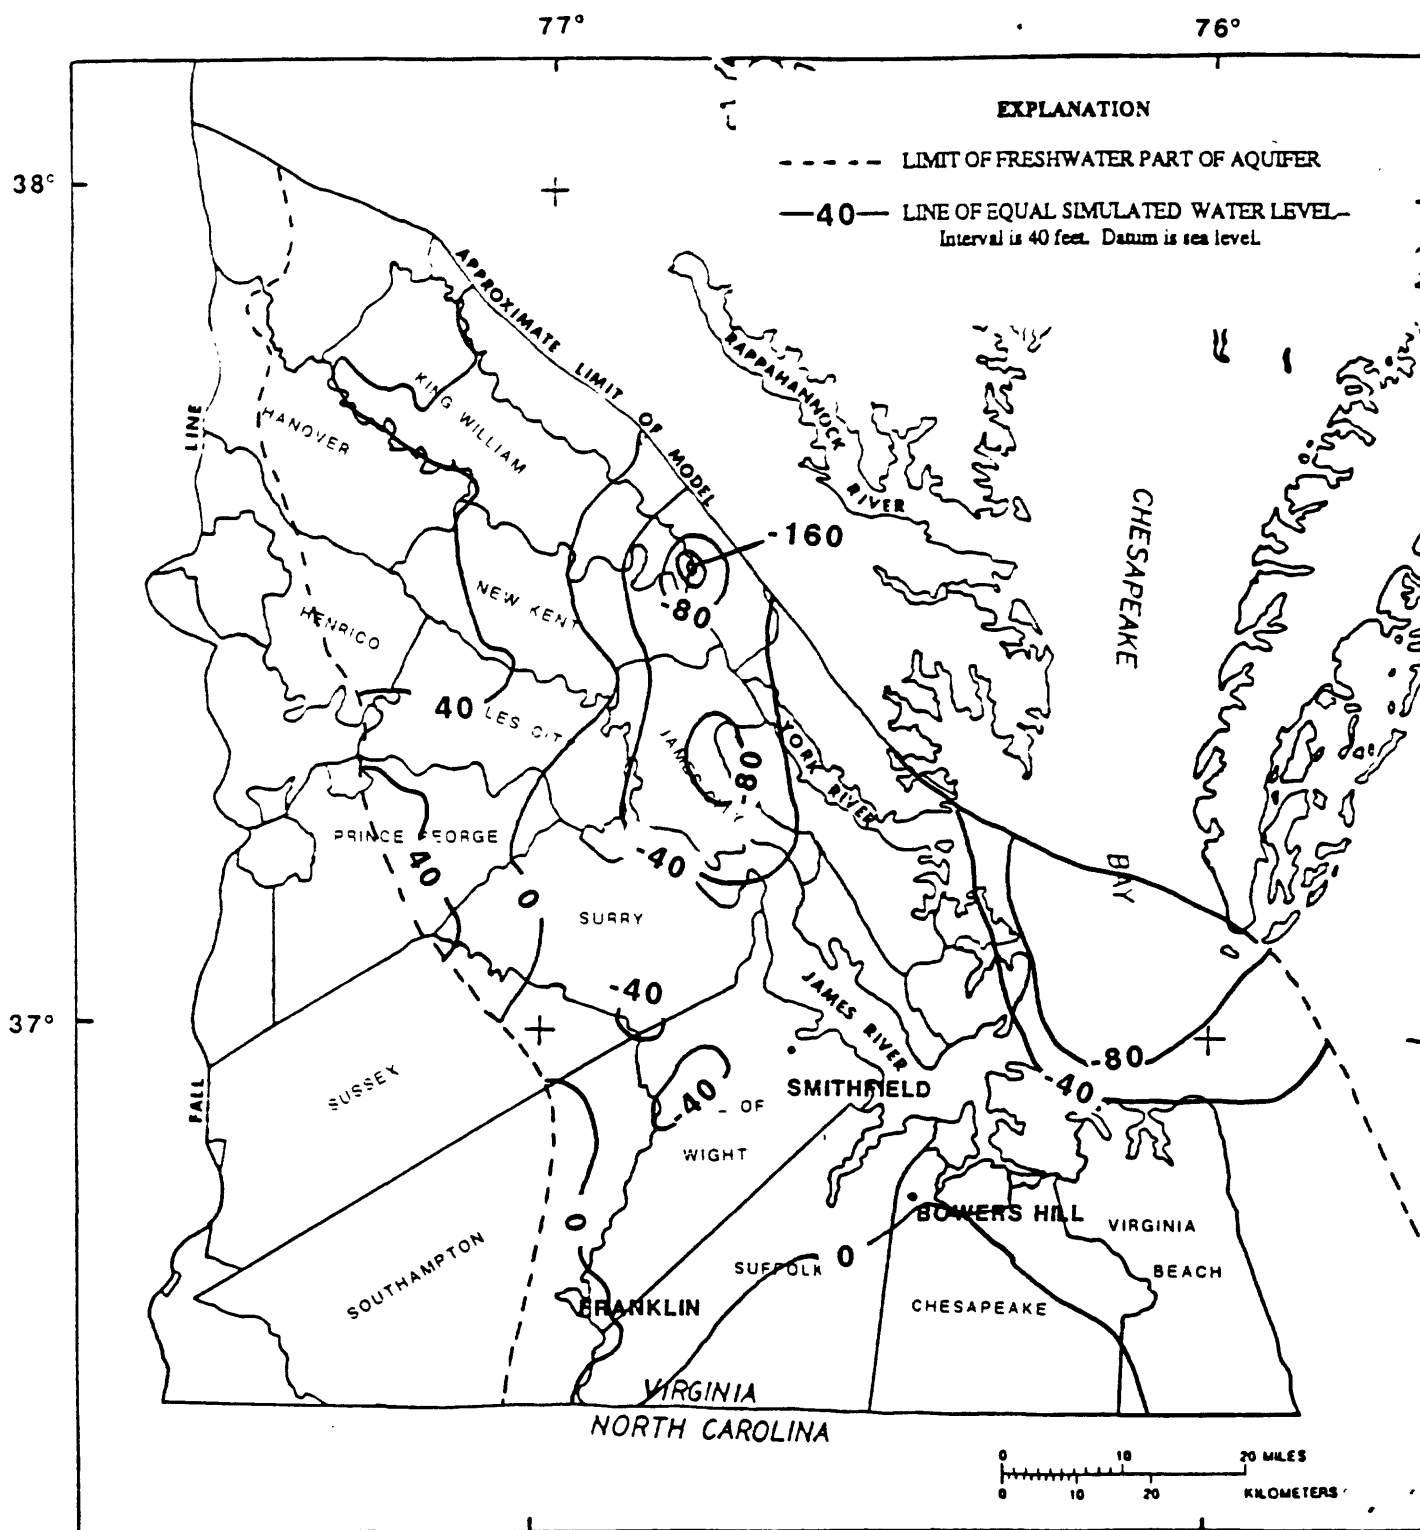 77°
76°
EXPLANATION
LIMIT OF FRESHWATER PART OF AQUIFER
—40— LINE OF EQUAL SIMULATED WATER LEVEL—
Interval is 40 feet. Datum is sea level.
38°
APPROXIMATE LIMIT OF MODEL
RAPPAHANNOCK
RIVER
KING WILLIAM
HANOVER
LINE
CHESAPEAKE
-160
NEW KENT
-80
HENRICO
40
LES CIT
JAMES CITY
-80
YORK RIVER
PRINCE GEORGE
40
-40
BAY
0
SURRY
-40
JAMES RIVER
37°
-80
-40
SUSSEX
SMITHFIELD
FALL
-40
OF
WIGHT
0
BOWERS HILL
VIRGINIA
BEACH
SOUTHAMPTON
SUFFOLK
0
FRANKLIN
CHESAPEAKE
VIRGINIA
NORTH CAROLINA
0 10 20 MILES
0 10 20 KILOMETERS